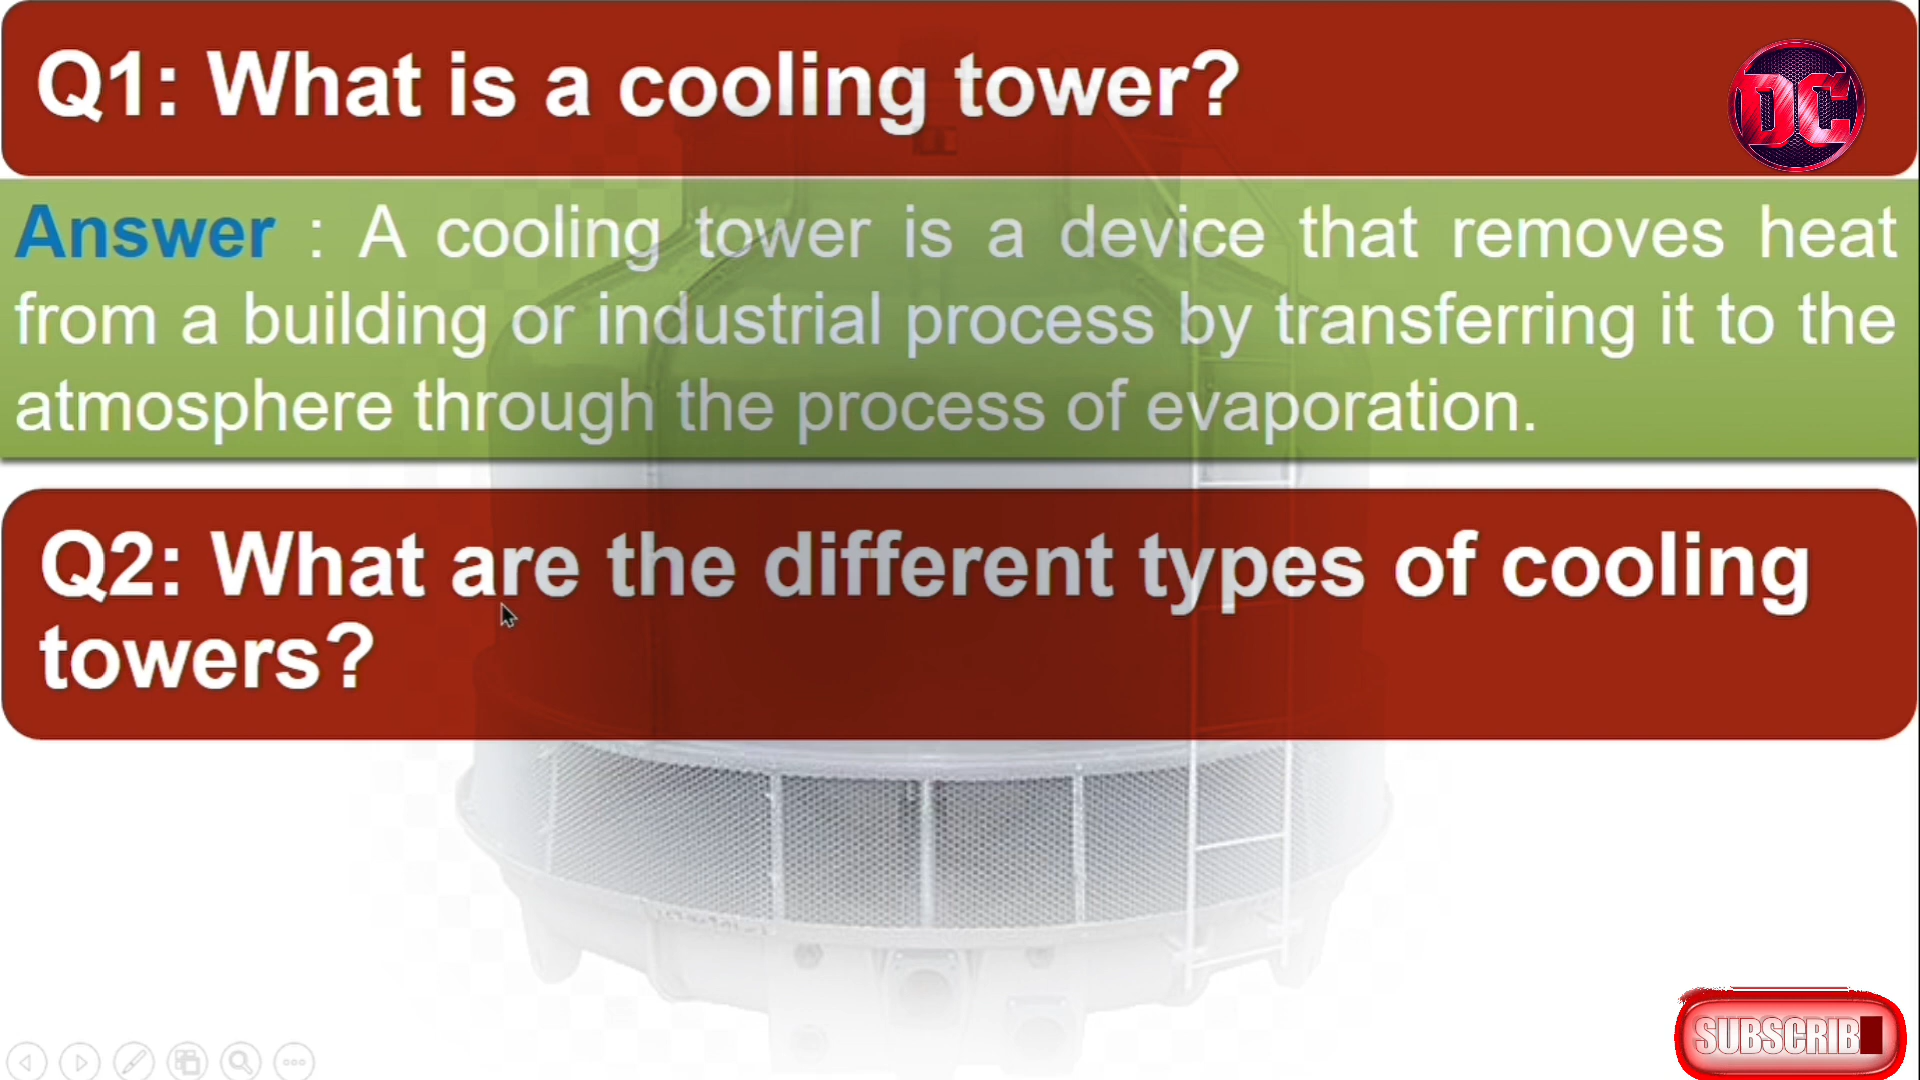 Q1: What is a cooling tower?
DC
Answer : A cooling tower is a device that removes heat
from a building or industrial process by transferring it to the
atmosphere through the process of evaporation.
Q2: What are the different types of cooling
towers?
SUBSCRIB